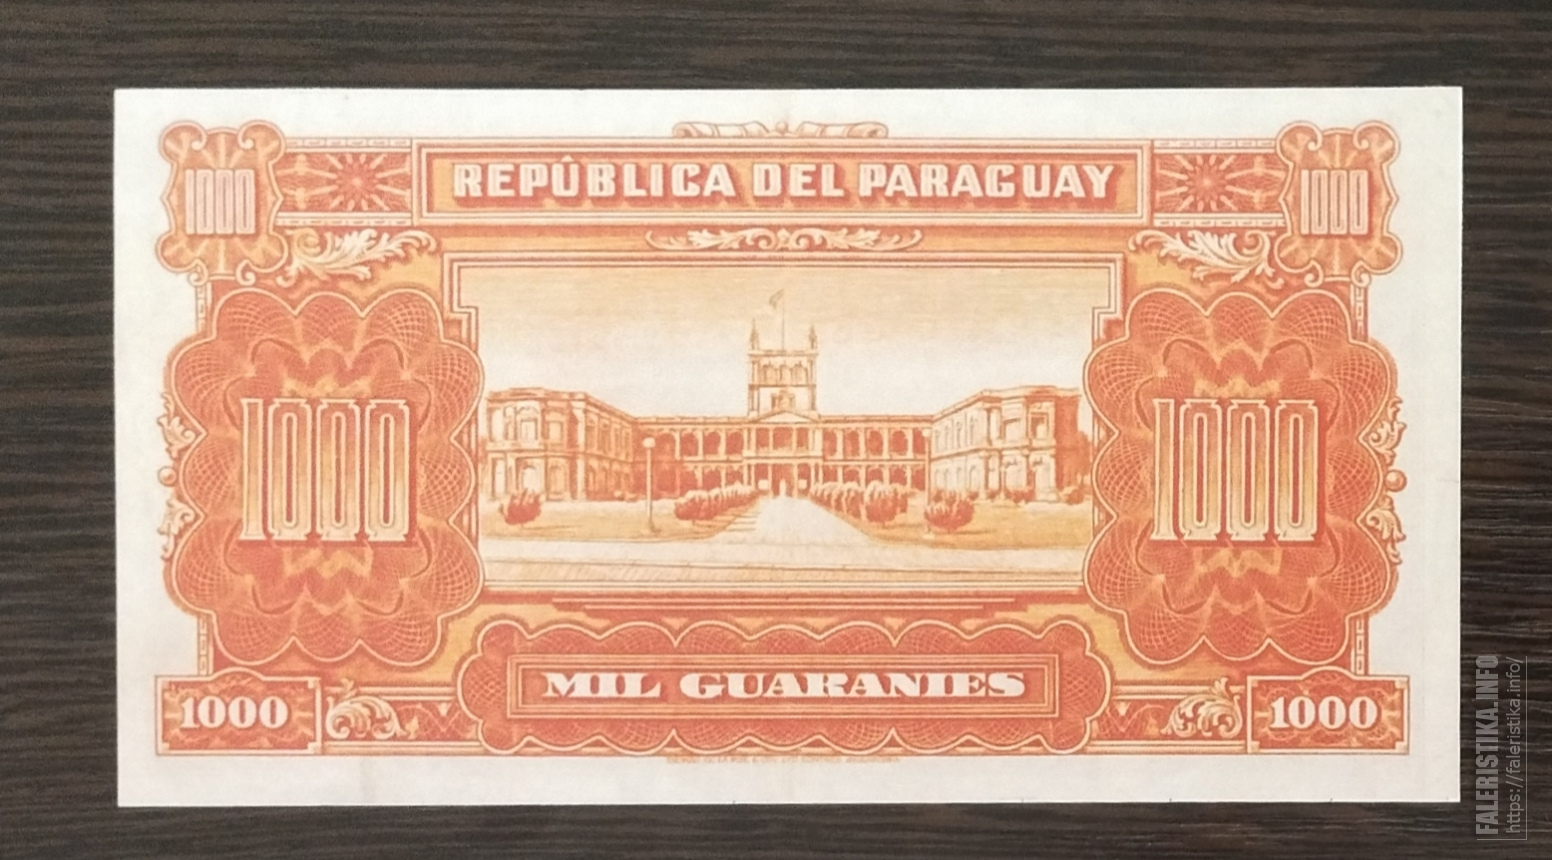 1000
REPÚBLICA DEL PARAGUAY
1000
1000
1000
MIL GUARANIES
1000
1000
FALERISTIKA.INFO
https://faleristika.info/